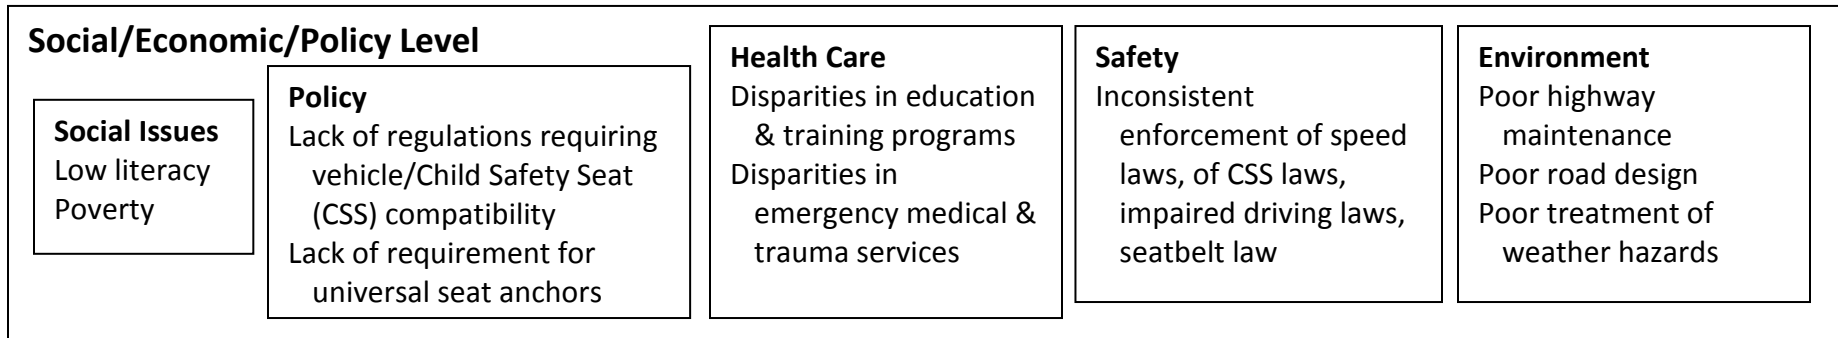 Social/Economic/Policy Level
Social Issues
Low literacy
Poverty
Policy
Lack of regulations requiring
vehicle/Child Safety Seat
(CSS) compatibility
Lack of requirement for
universal seat anchors
Health Care
Disparities in education
& training programs
Disparities in
emergency medical &
trauma services
Safety
Inconsistent
enforcement of speed
laws, of CSS laws,
impaired driving laws,
seatbelt law
Environment
Poor highway
maintenance
Poor road design
Poor treatment of
weather hazards